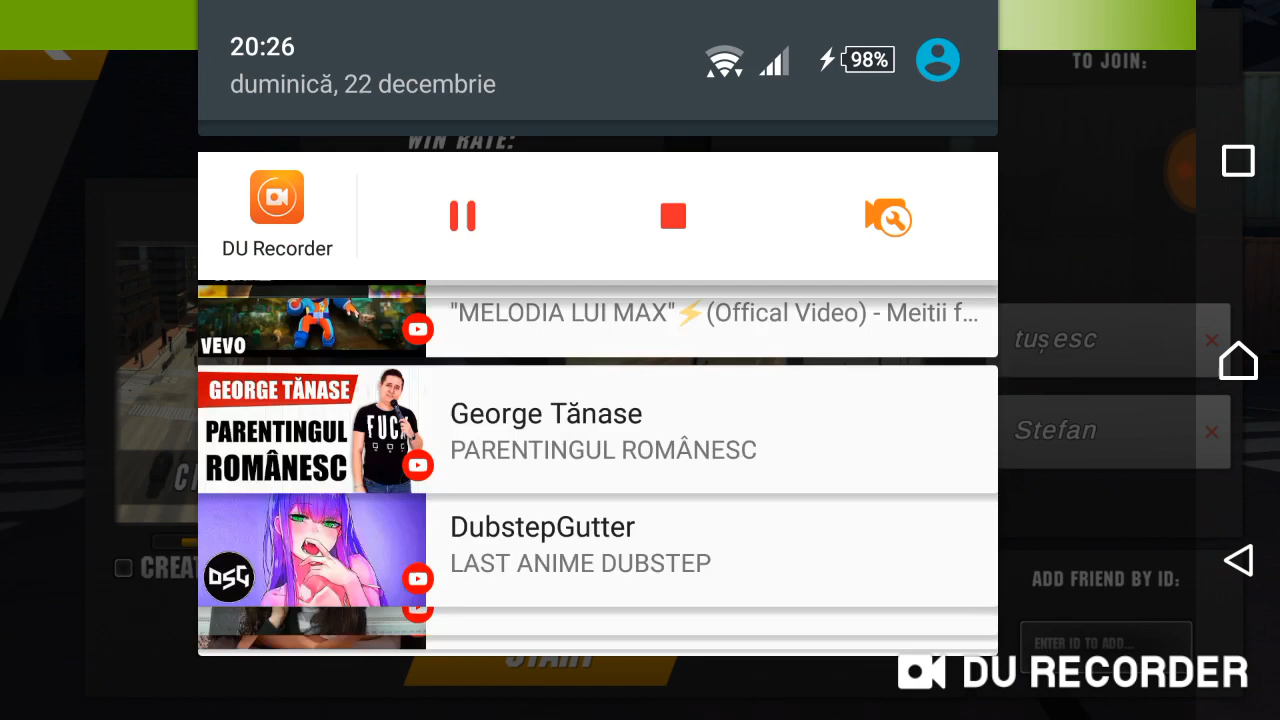 20:26
98%
duminică, 22 decembrie
TO JOIN:
WIN RATE:
DU Recorder
"MELODIA LUI MAX"⚡(Offical Video) - Meitii f...
VEVO
tușesc
GEORGE TĂNASE
PARENTINGUL
ROMÂNESC
FUCK
George Tănase
PARENTINGUL ROMÂNESC
Stefan
DubstepGutter
LAST ANIME DUBSTEP
DSG
CREA
ADD FRIEND BY ID:
ENTER ID TO ADD...
START
DU RECORDER